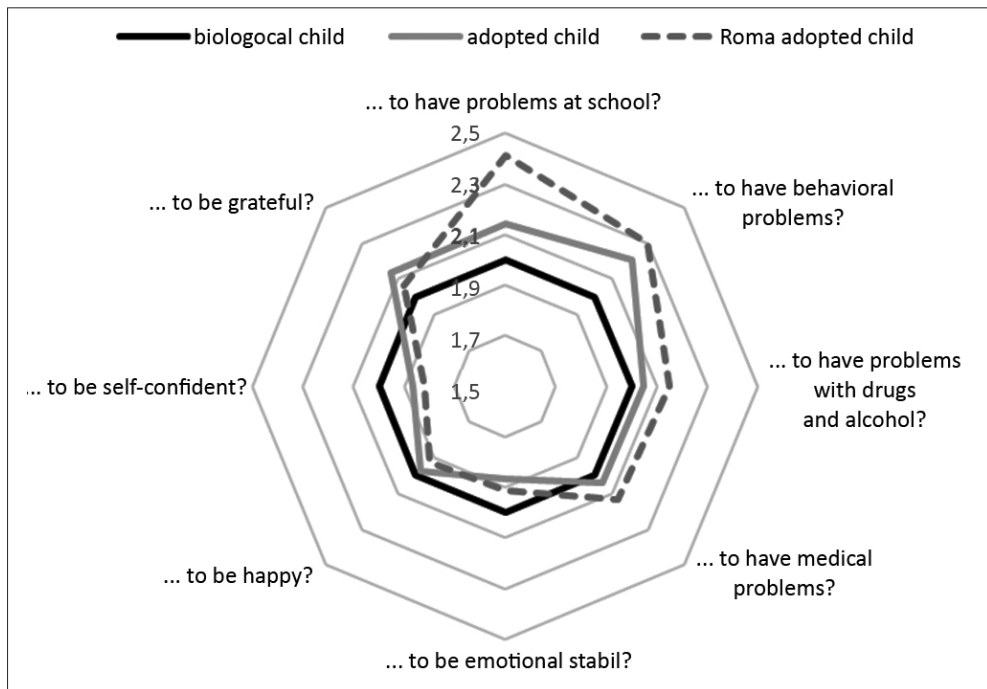 biologocal child
adopted child
Roma adopted child
... to have problems at school?
2,5
2,3
2,1
1,9
1,7
1,5
... to have behavioral
problems?
... to have problems
with drugs
and alcohol?
... to have medical
problems?
... to be emotional stabil?
... to be happy?
... to be self-confident?
... to be grateful?